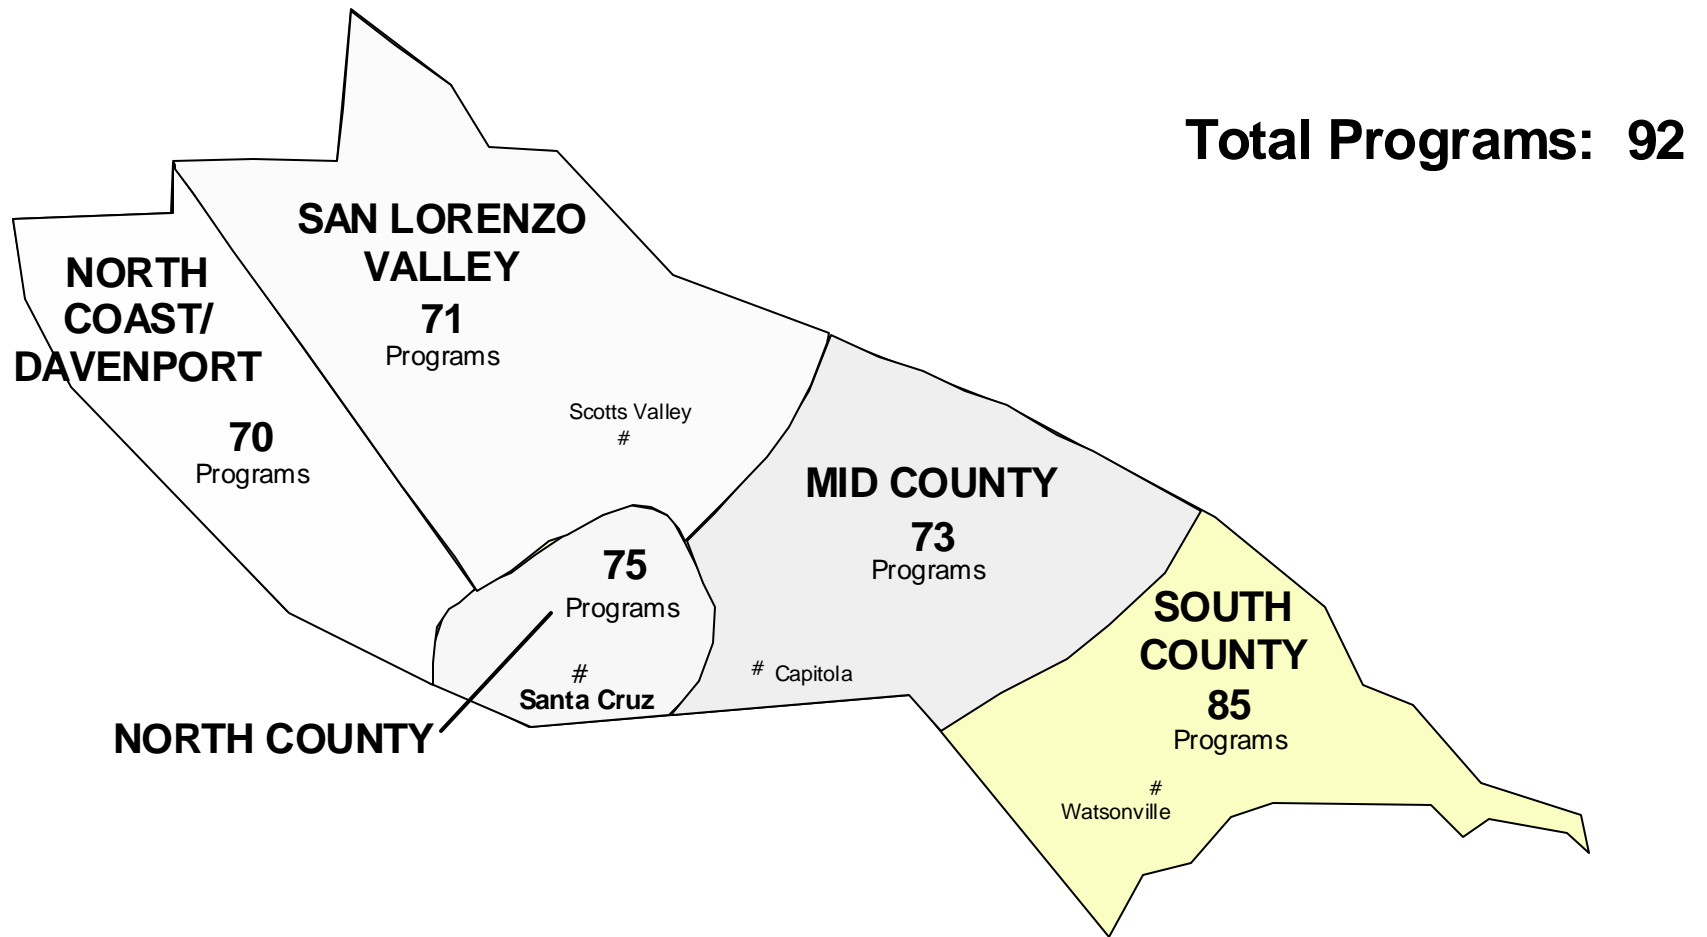 Total Programs: 92
SAN LORENZO
VALLEY
71
Programs
NORTH
COAST/
DAVENPORT
70
Programs
Scotts Valley
#
MID COUNTY
73
Programs
75
Programs
#
Santa Cruz
NORTH COUNTY
# Capitola
SOUTH
COUNTY
85
Programs
#
Watsonville